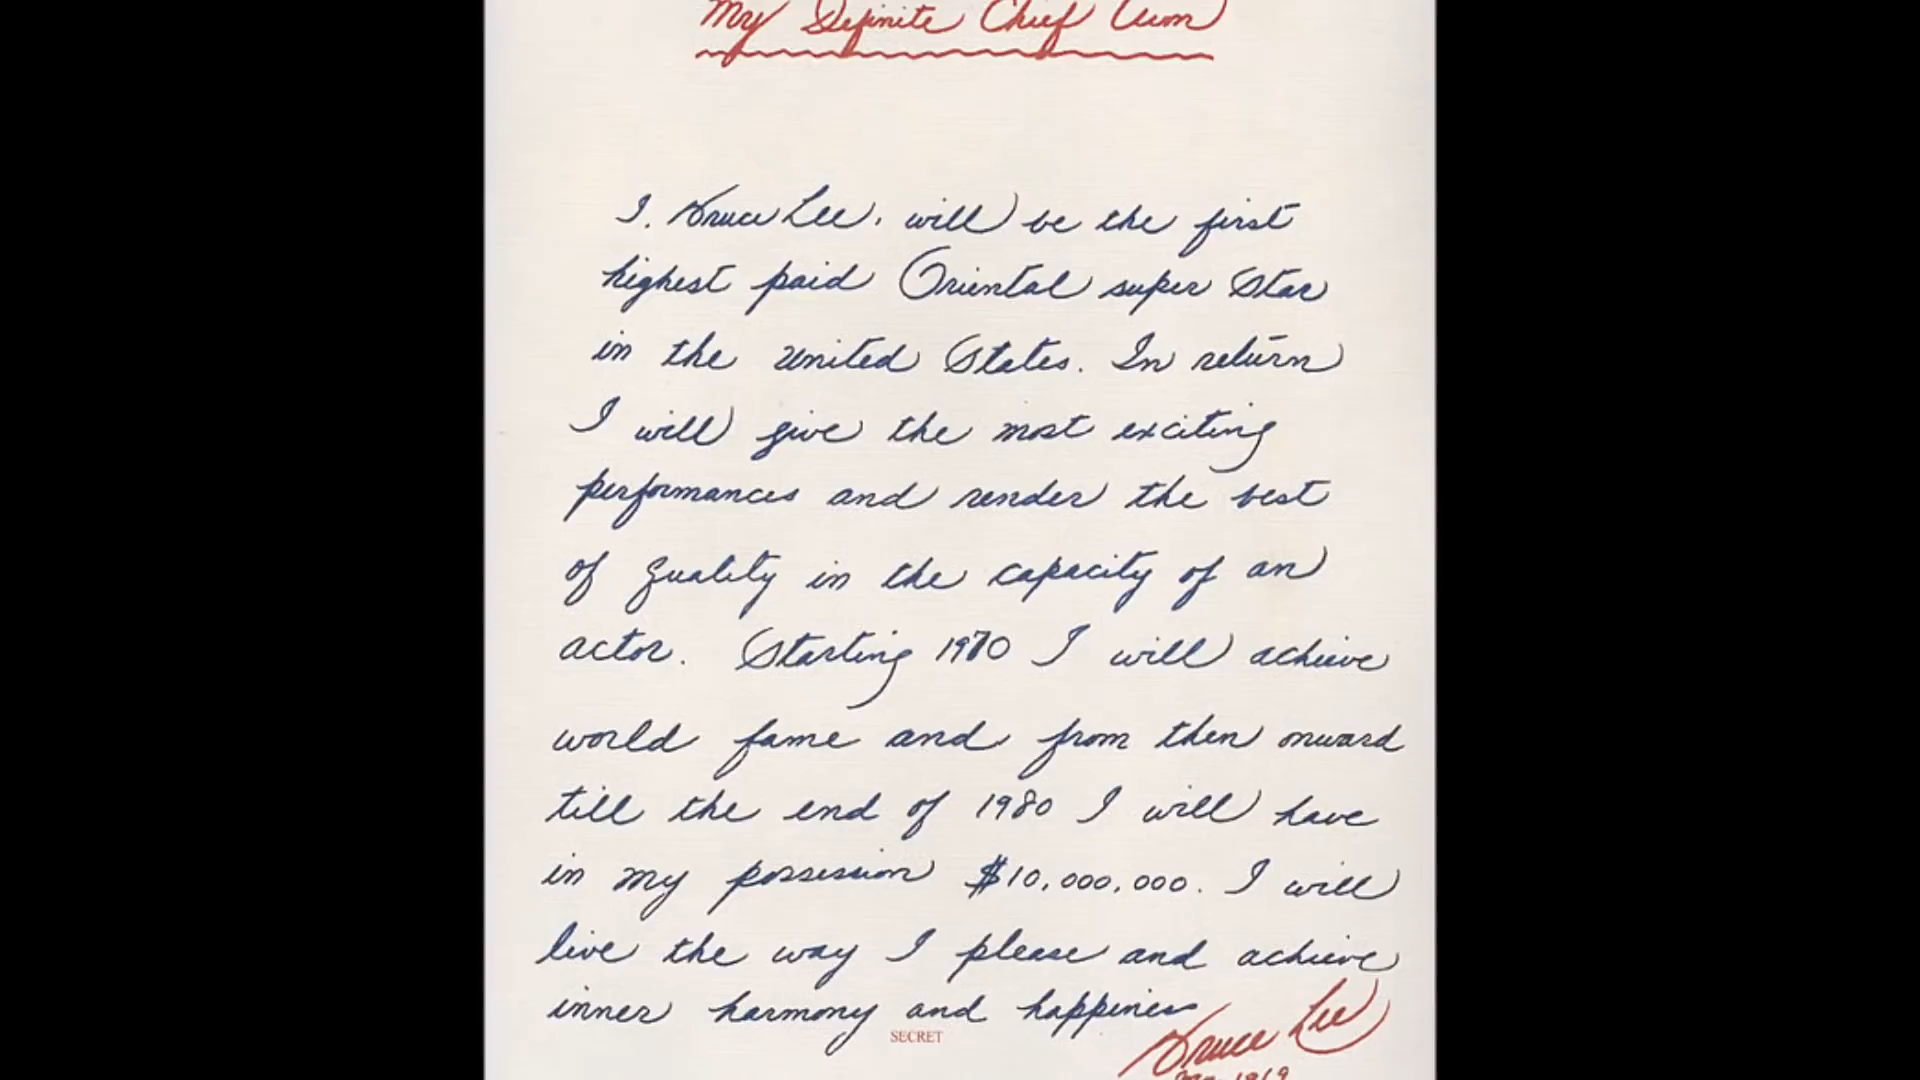 My Definite Chief Aim
I, Bruce Lee, will be the first
highest paid Oriental super Star
in the United States. In return
I will give the most exciting
performances and render the best
of quality in the capacity of an
actor. Starting 1970 I will achieve
world fame and from then onward
till the end of 1980 I will have
in my possession $10,000,000. I will
live the way I please and achieve
inner harmony and happiness
SECRET
Bruce Lee
1969